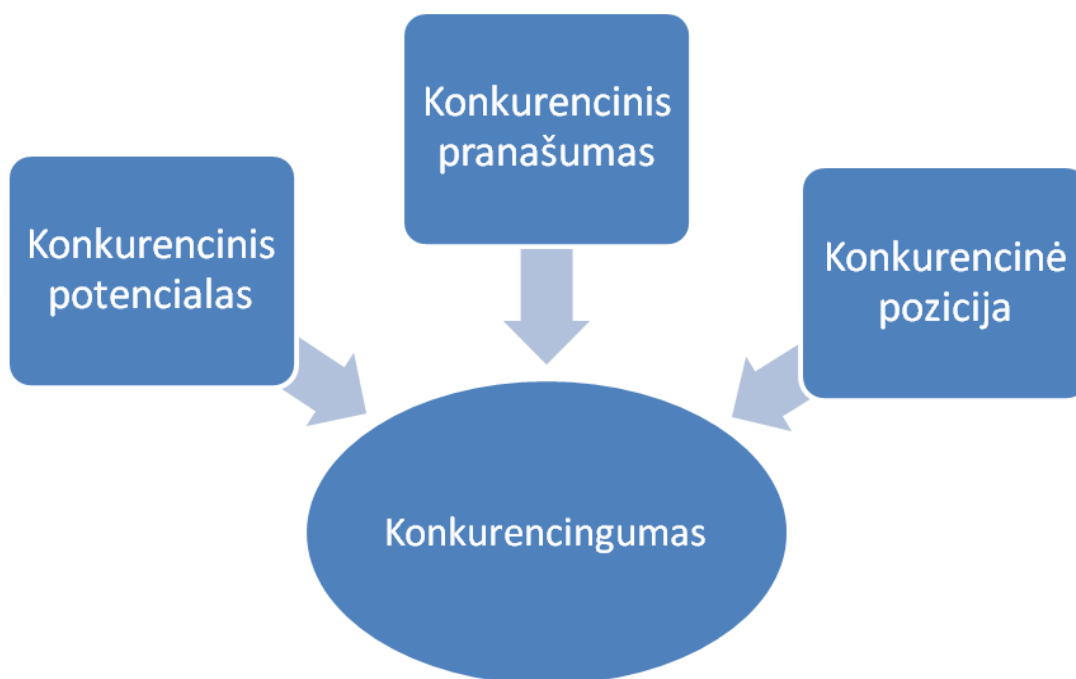 Konkurencinis
potencialas
Konkurencinis
pranašumas
Konkurencinė
pozicija
Konkurencingumas